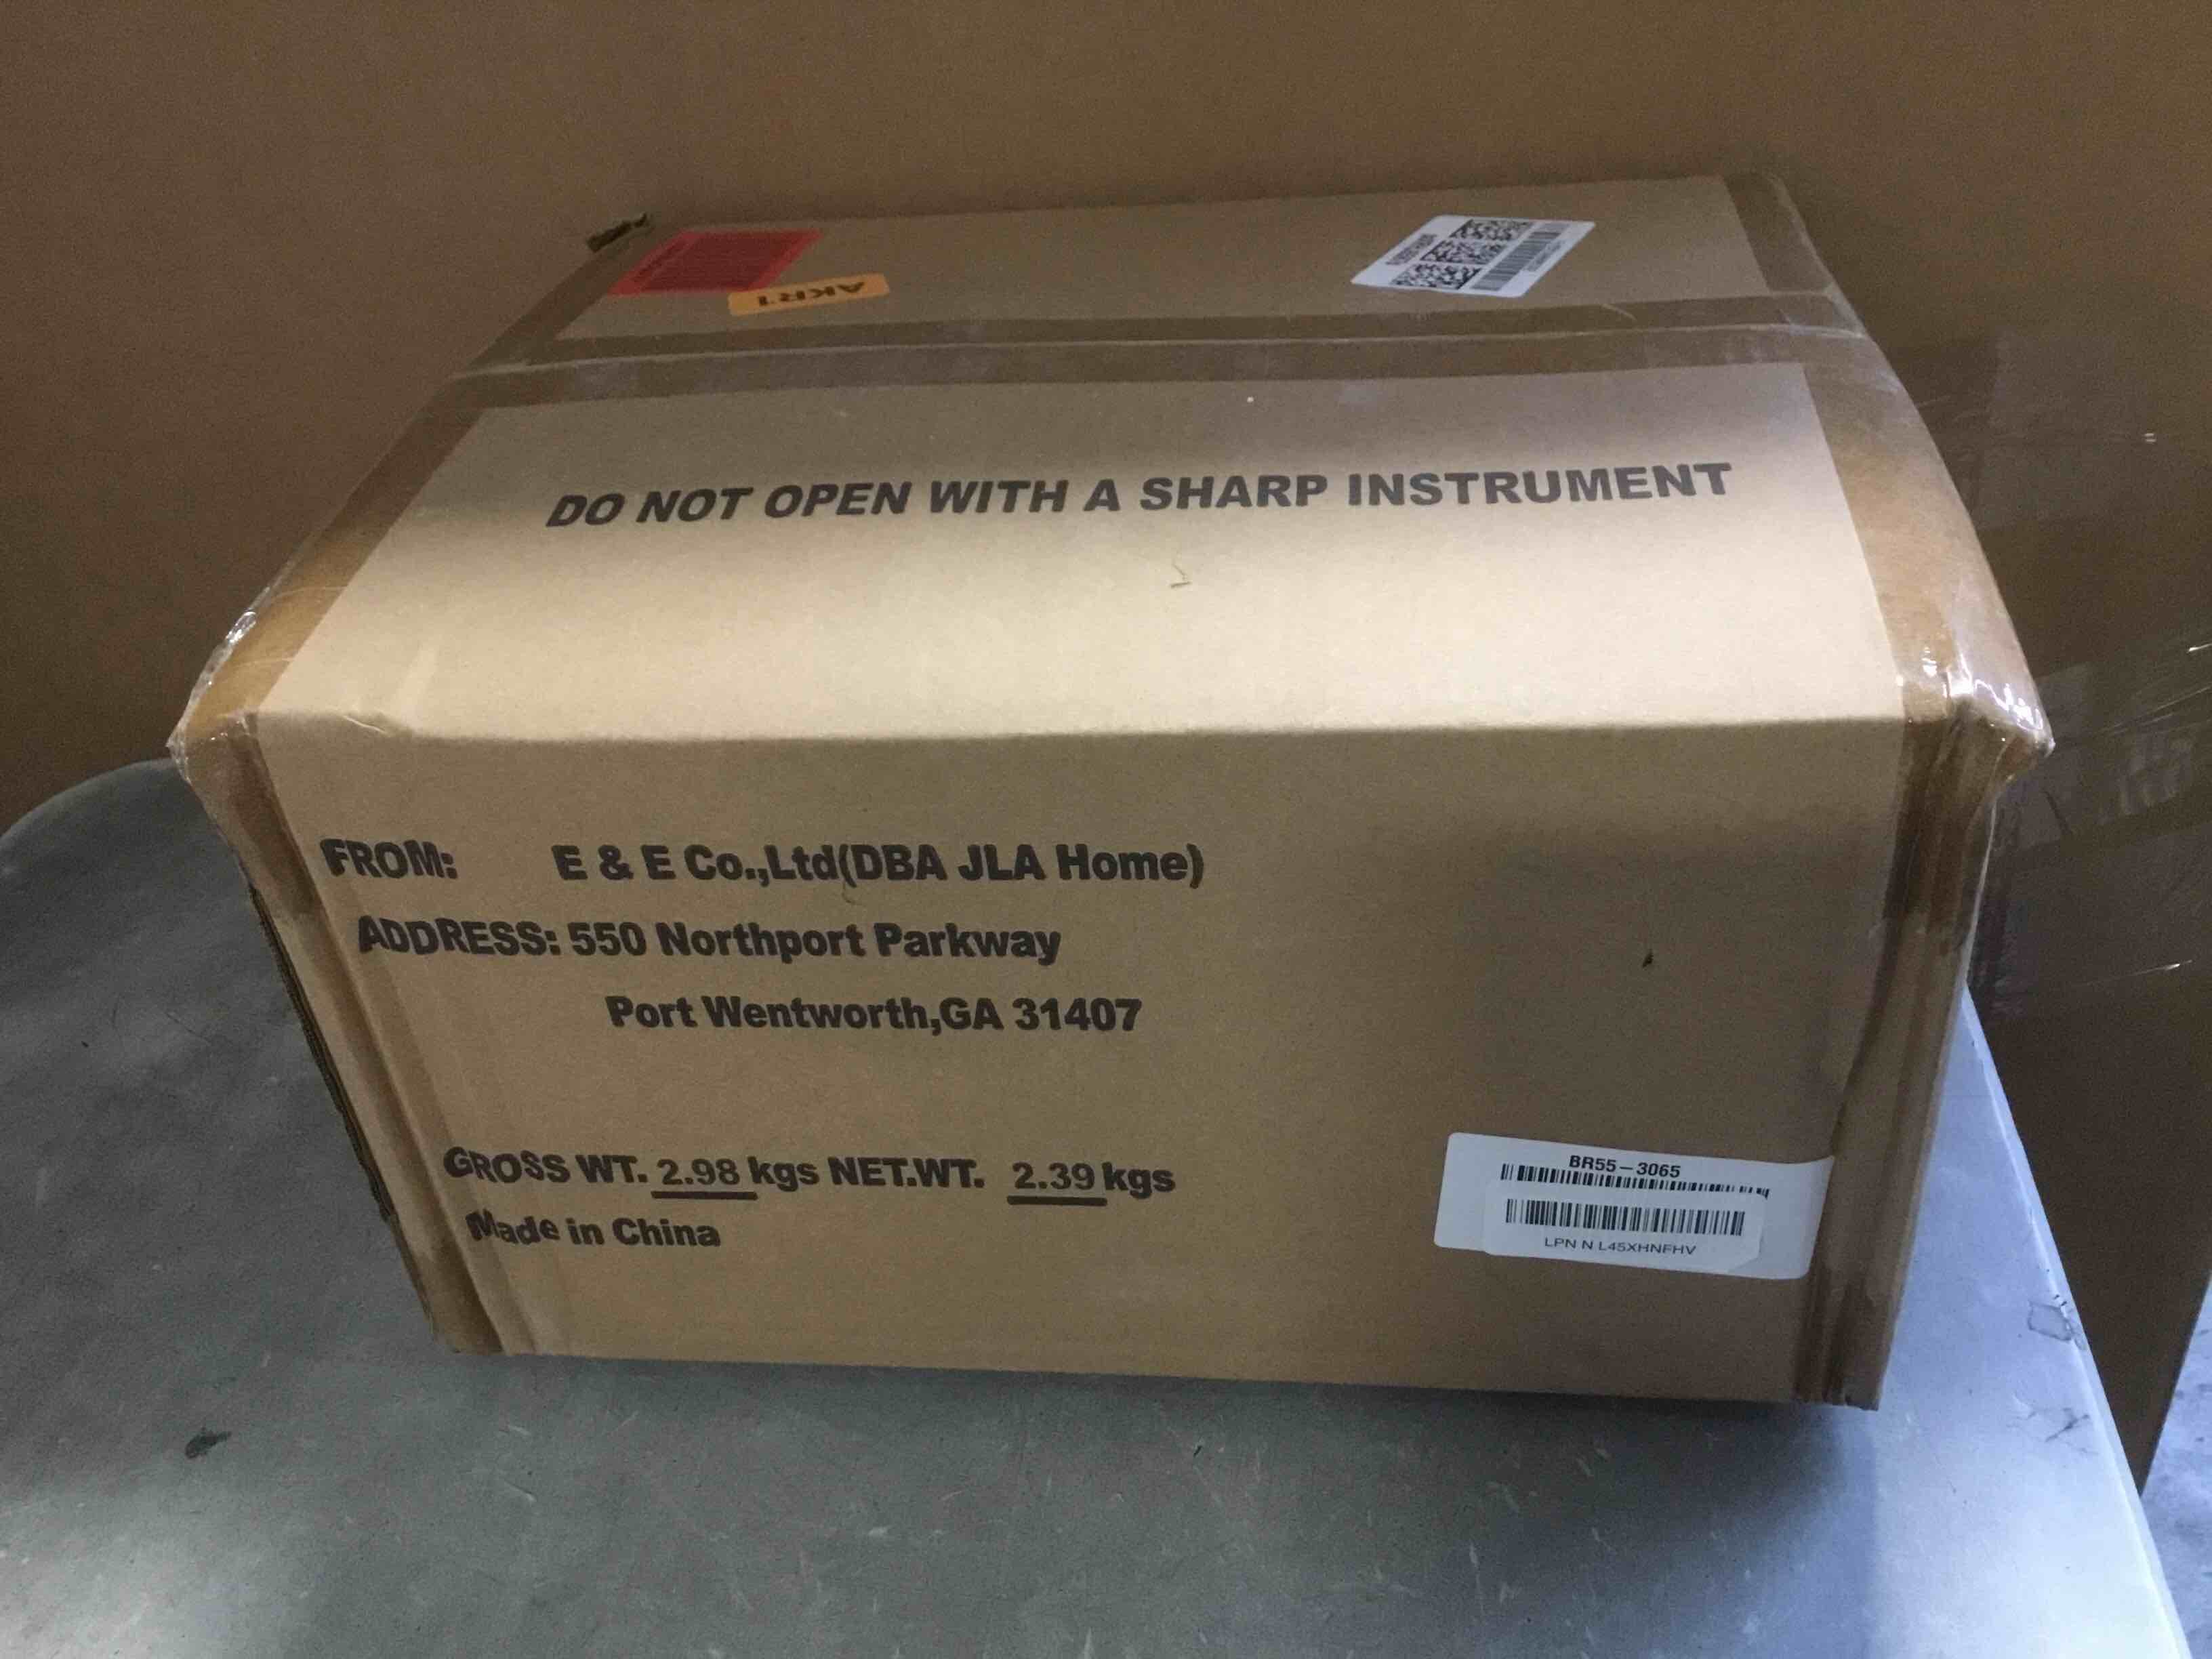 AKR1
DO NOT OPEN WITH A SHARP INSTRUMENT
FROM: E & E Co.,Ltd(DBA JLA Home)
ADDRESS: 550 Northport Parkway
Port Wentworth,GA 31407
GROSS WT. 2.98 kgs NET.WT. 2.39 kgs
Made in China
BR55-3065
LPN N L45XHNFHV